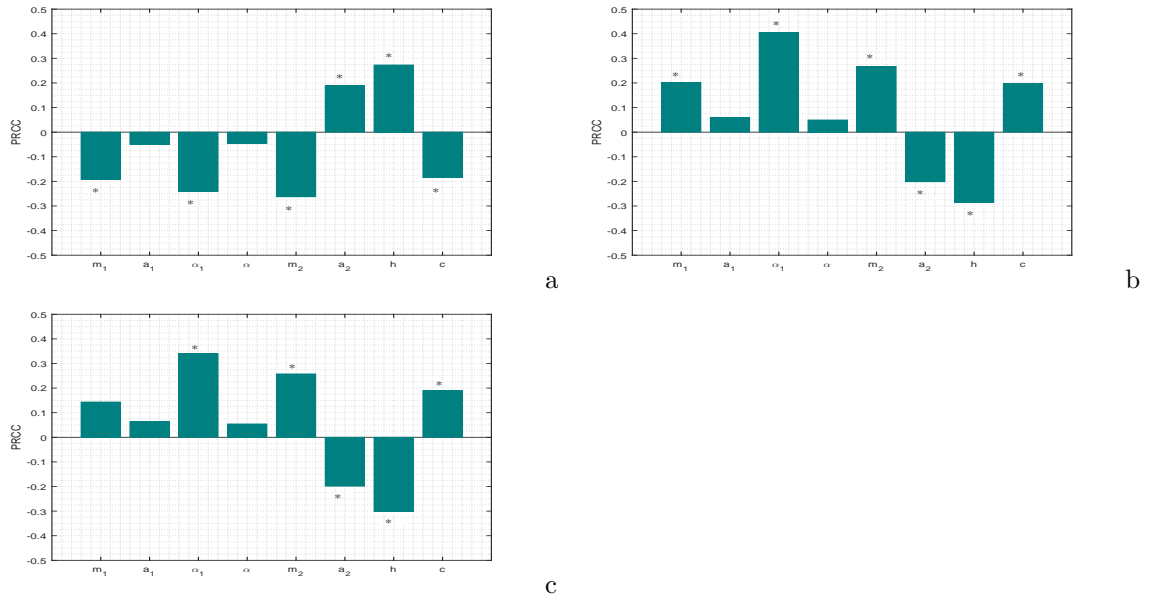 0.5
0.4
0.3
0.2
0.1
0
-0.1
-0.2
-0.3
-0.4
-0.5
PRCC
* * * * * *
m₁ a₁ α₁ α m₂ a₂ h c
a
0.5
0.4
0.3
0.2
0.1
0
-0.1
-0.2
-0.3
-0.4
-0.5
PRCC
* * * * * *
m₁ a₁ α₁ α m₂ a₂ h c
b
0.5
0.4
0.3
0.2
0.1
0
-0.1
-0.2
-0.3
-0.4
-0.5
PRCC
* * * * *
m₁ a₁ α₁ α m₂ a₂ h c
c